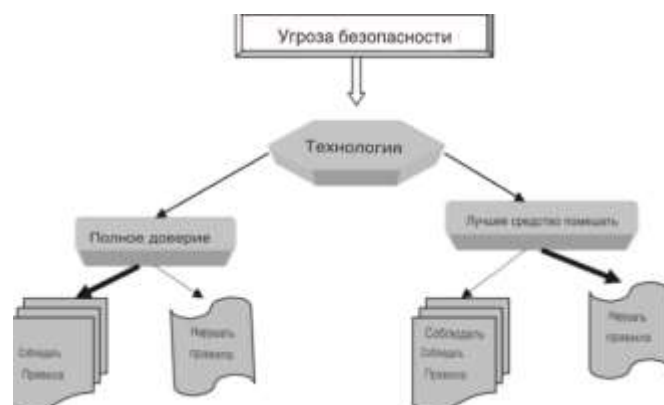 Угроза безопасности
Технология
Полное доверие
Лучшее средство помешать
Соблюдать
Правила
Нарушать
правила
Соблюдать
Соблюдать
Правила
Нарушать
правила